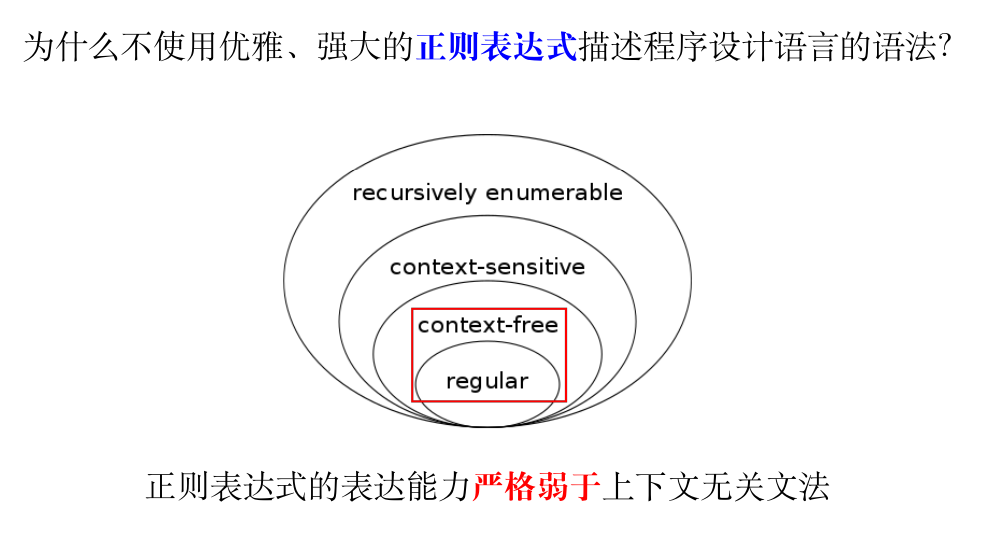 为什么不使用优雅、强大的正则表达式描述程序设计语言的语法?
recursively enumerable
context-sensitive
context-free
regular
正则表达式的表达能力严格弱于上下文无关文法